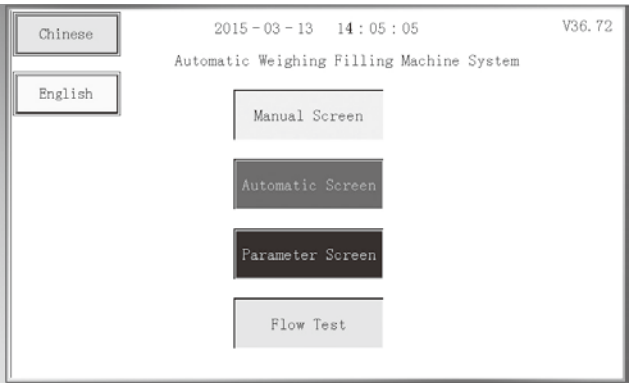 Chinese
2015-03-13 14:05:05
V36.72
Automatic Weighing Filling Machine System
English
Manual Screen
Automatic Screen
Parameter Screen
Flow Test